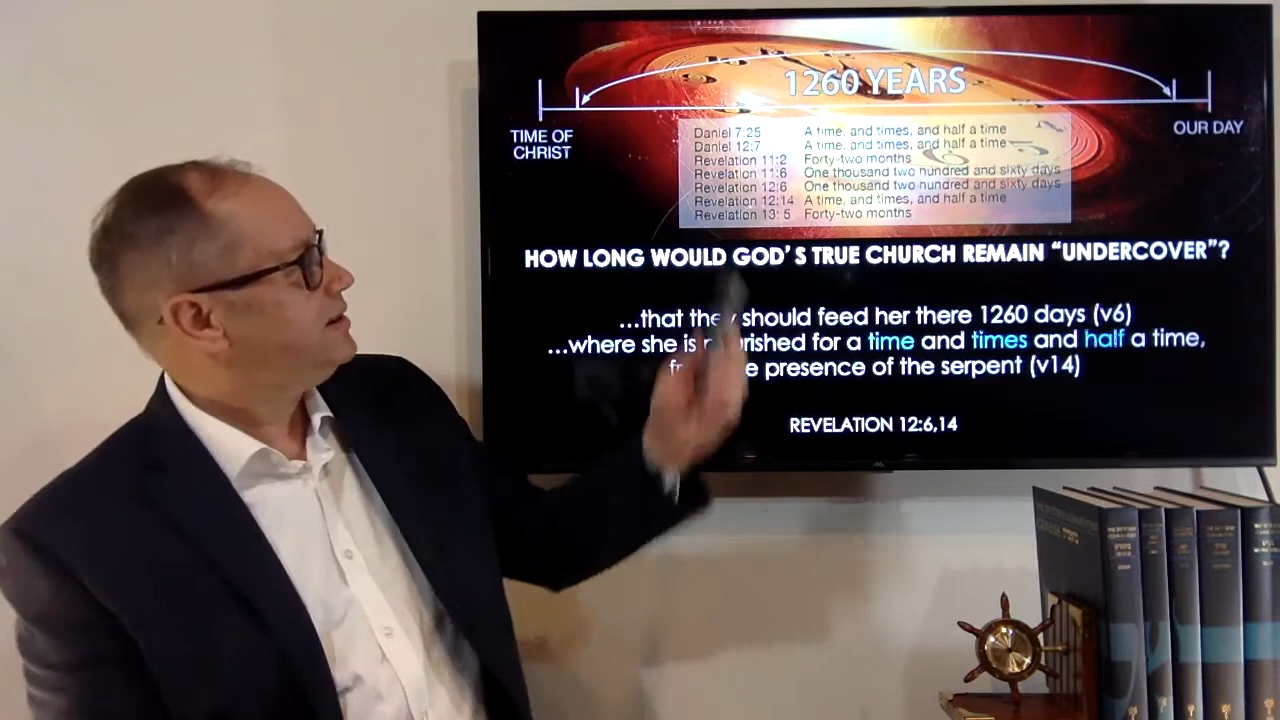 1260 YEARS
TIME OF
CHRIST
OUR DAY
Daniel 7:25 A time, and times, and half a time
Daniel 12:7 A time, and times, and half a time
Revelation 11:2 Forty-two months
Revelation 11:6 One thousand two hundred and sixty days
Revelation 12:6 One thousand two hundred and sixty days
Revelation 12:14 A time, and times, and half a time
Revelation 13: 5 Forty-two months
HOW LONG WOULD GOD'S TRUE CHURCH REMAIN “UNDERCOVER”?
...that they should feed her there 1260 days (v6)
...where she is for a time and times and half a time,
presence of the serpent (v14)
REVELATION 12:6,14